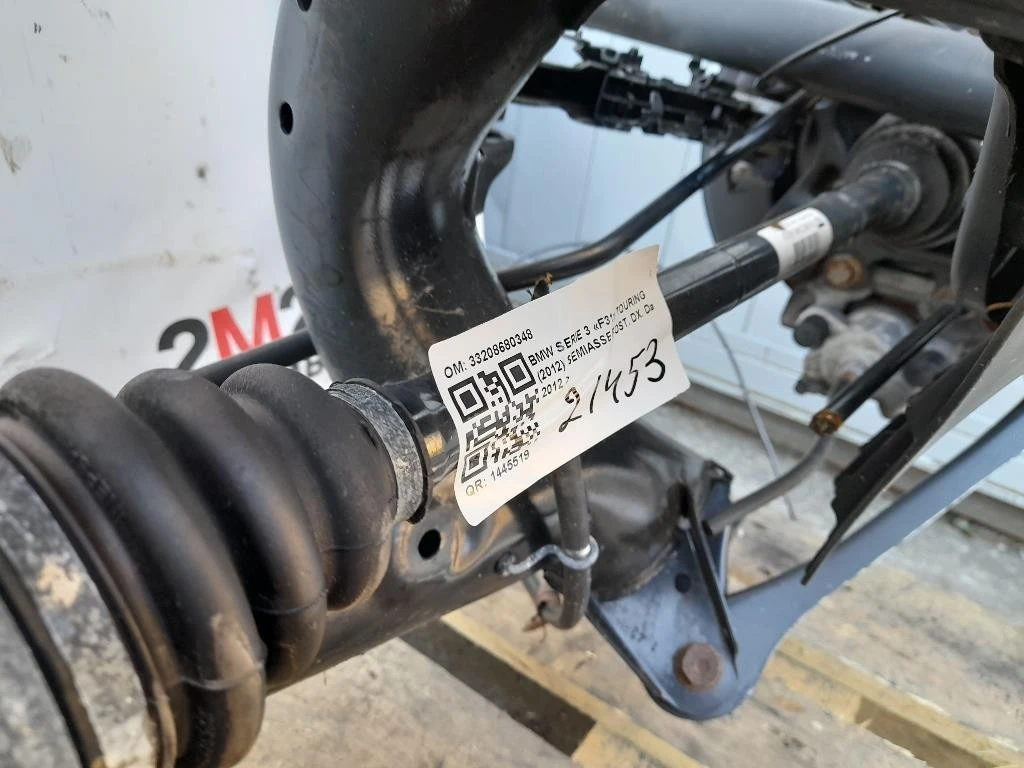 2M
OM: 33208680348
BMW SERIE 3 «F31» TOURING
(2012) SEMIASSE POST. DX. Da
2012 >
21453
QR: 1445519